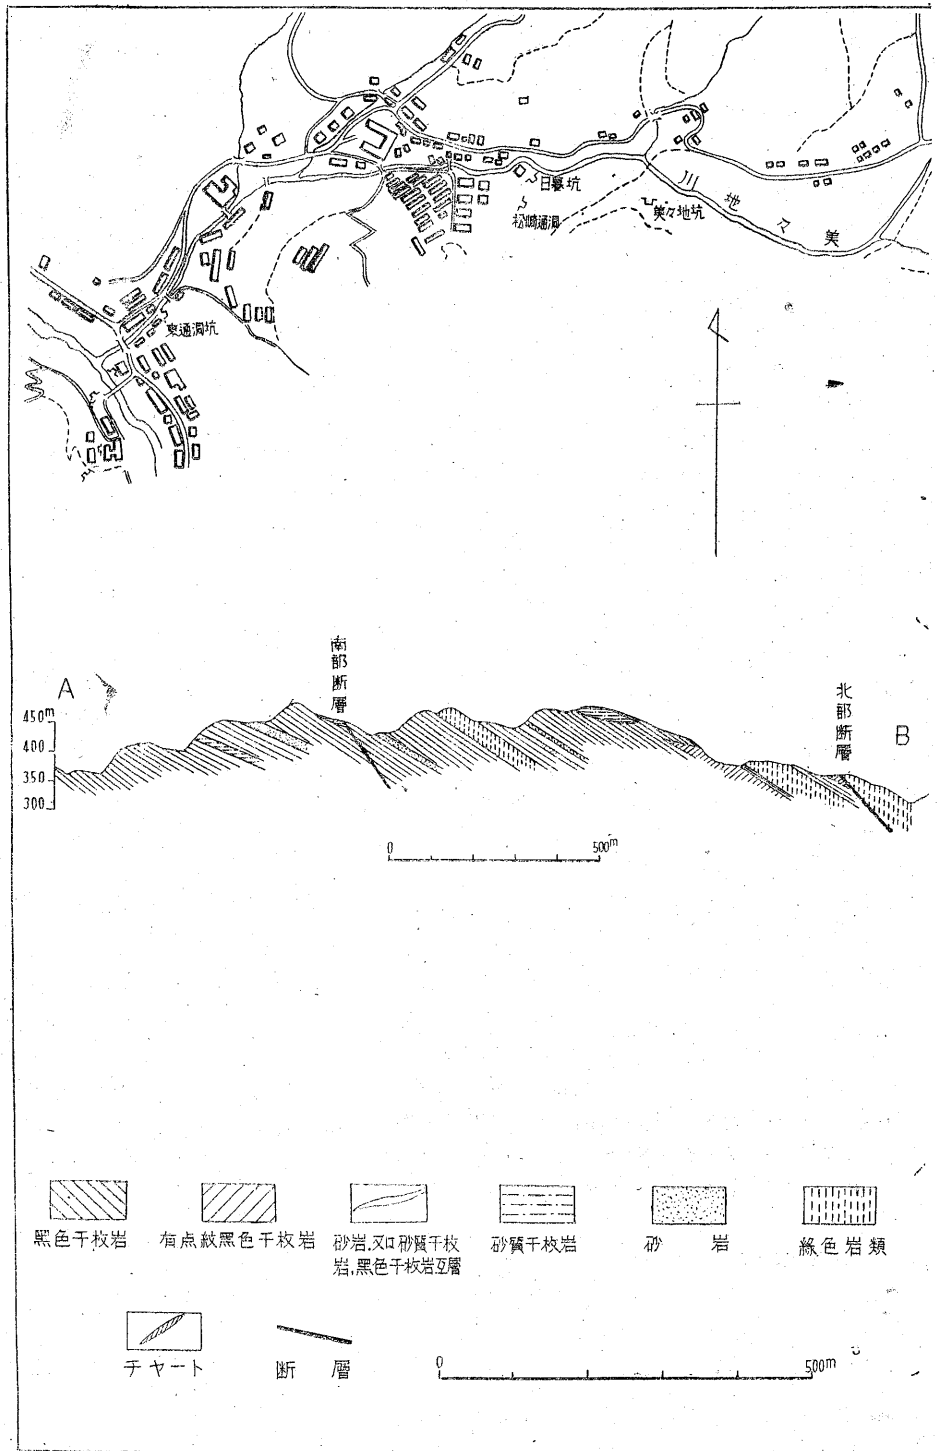 日暮坑
松嶋通洞
美々地坑
川地々美
東通洞坑
南部断層
北部断層
A
B
450m
400
350
300
0 500m
黒色千枚岩
有点紋黒色千枚岩
砂岩.又ハ砂質千枚
岩,黒色千枚岩互層
砂質千枚岩
砂岩
緑色岩類
チャート
断層
0 500m